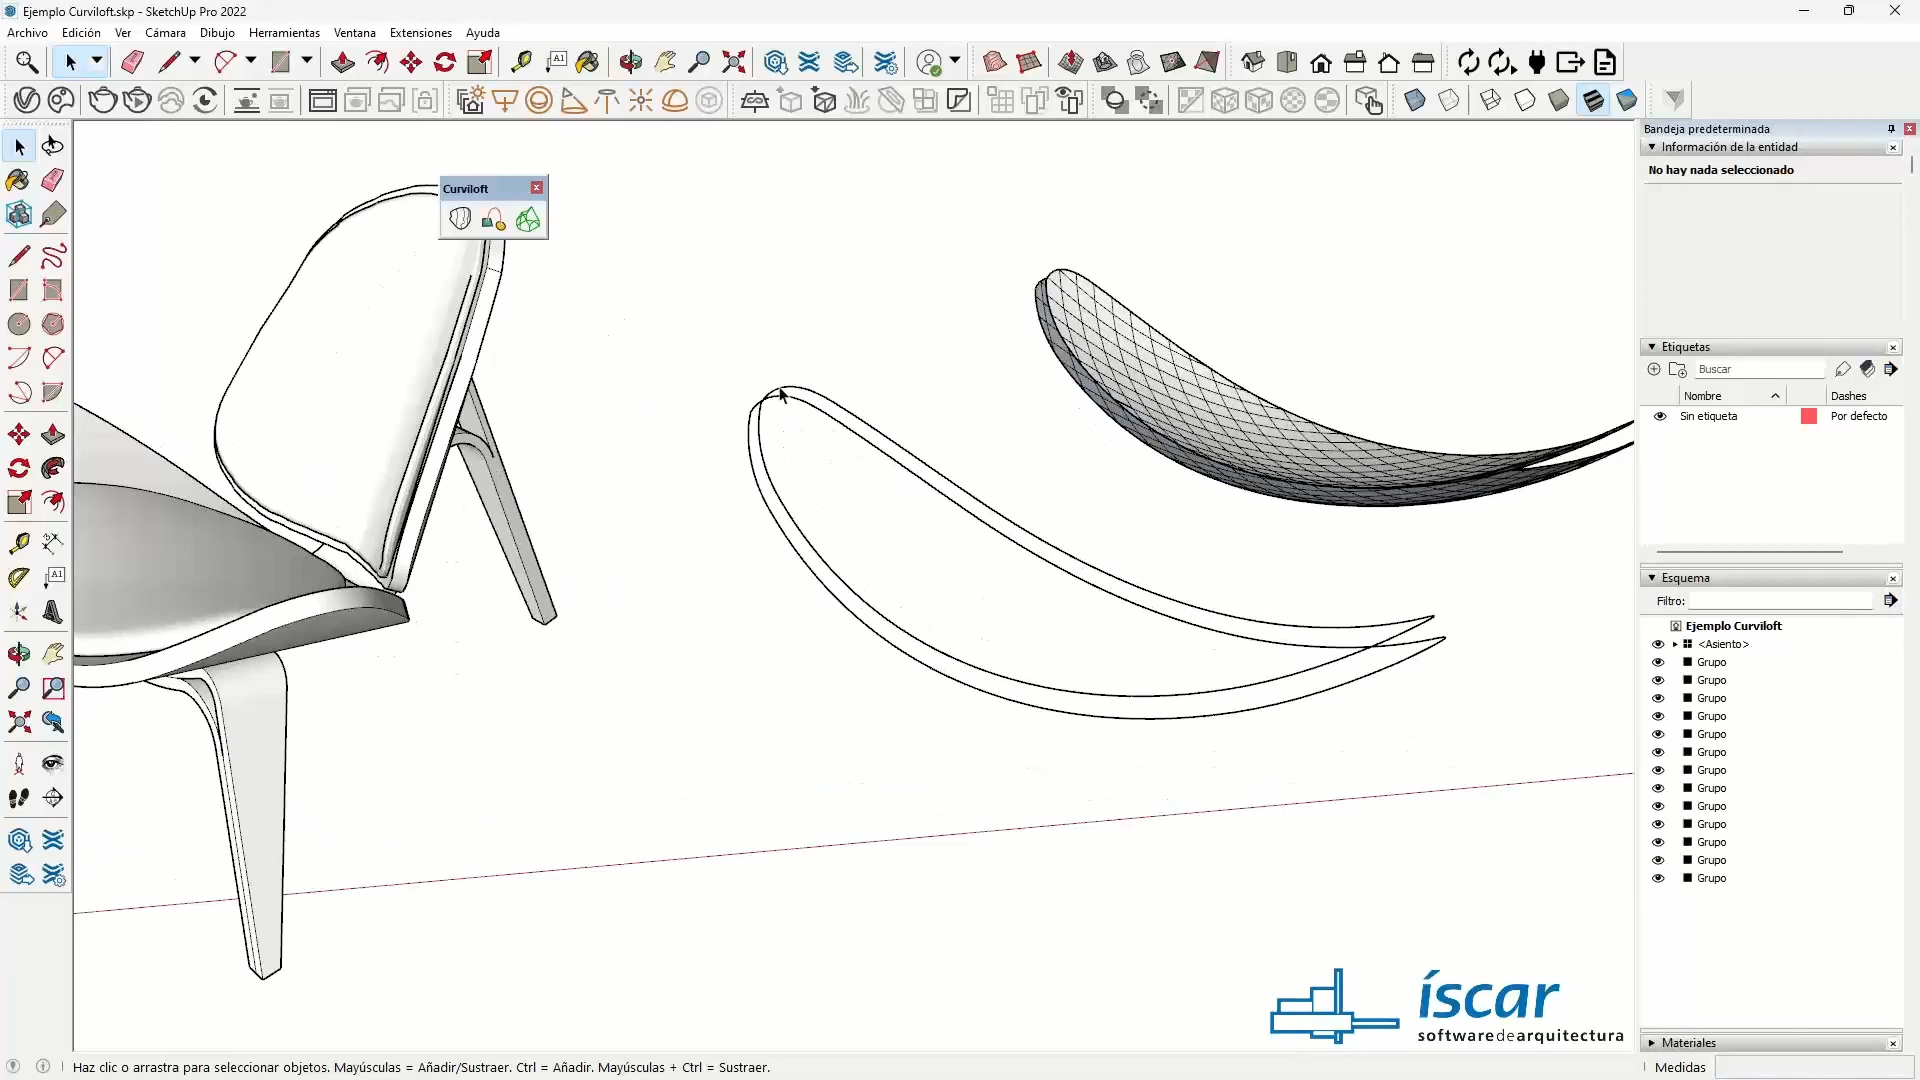 Ejemplo Curviloft.skp - SketchUp Pro 2022
Archivo Edición Ver Cámara Dibujo Herramientas Ventana Extensiones Ayuda
A1
Bandeja predeterminada
Información de la entidad
No hay nada seleccionado
Curviloft
Etiquetas
Buscar
Nombre
Dashes
Sin etiqueta
Por defecto
A1
Esquema
Filtro:
Ejemplo Curviloft
<Asiento>
Grupo
Grupo
Grupo
Grupo
Grupo
Grupo
Grupo
Grupo
Grupo
Grupo
Grupo
Grupo
Grupo
íscar
softwaredearquitectura
Materiales
Haz clic o arrastra para seleccionar objetos. Mayúsculas = Añadir/Sustraer. Ctrl = Añadir. Mayúsculas + Ctrl = Sustraer.
Medidas